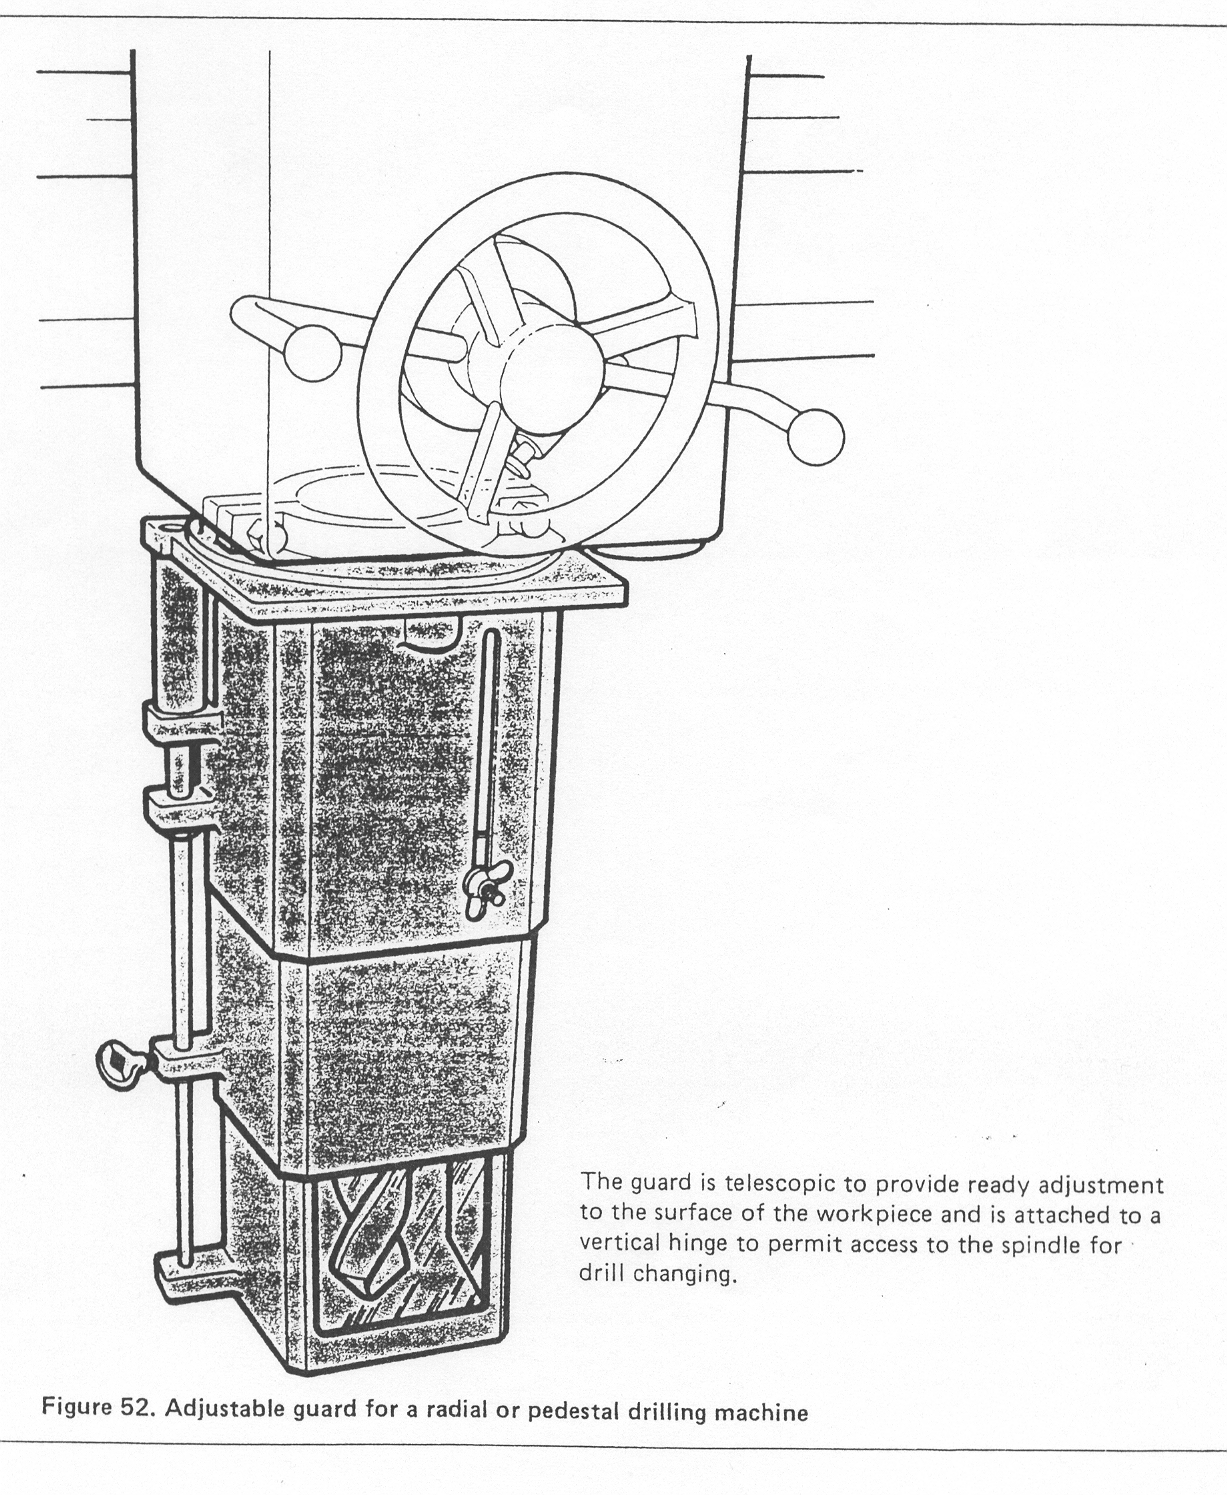 The guard is telescopic to provide ready adjustment
to the surface of the workpiece and is attached to a
vertical hinge to permit access to the spindle for
drill changing.
Figure 52. Adjustable guard for a radial or pedestal drilling machine